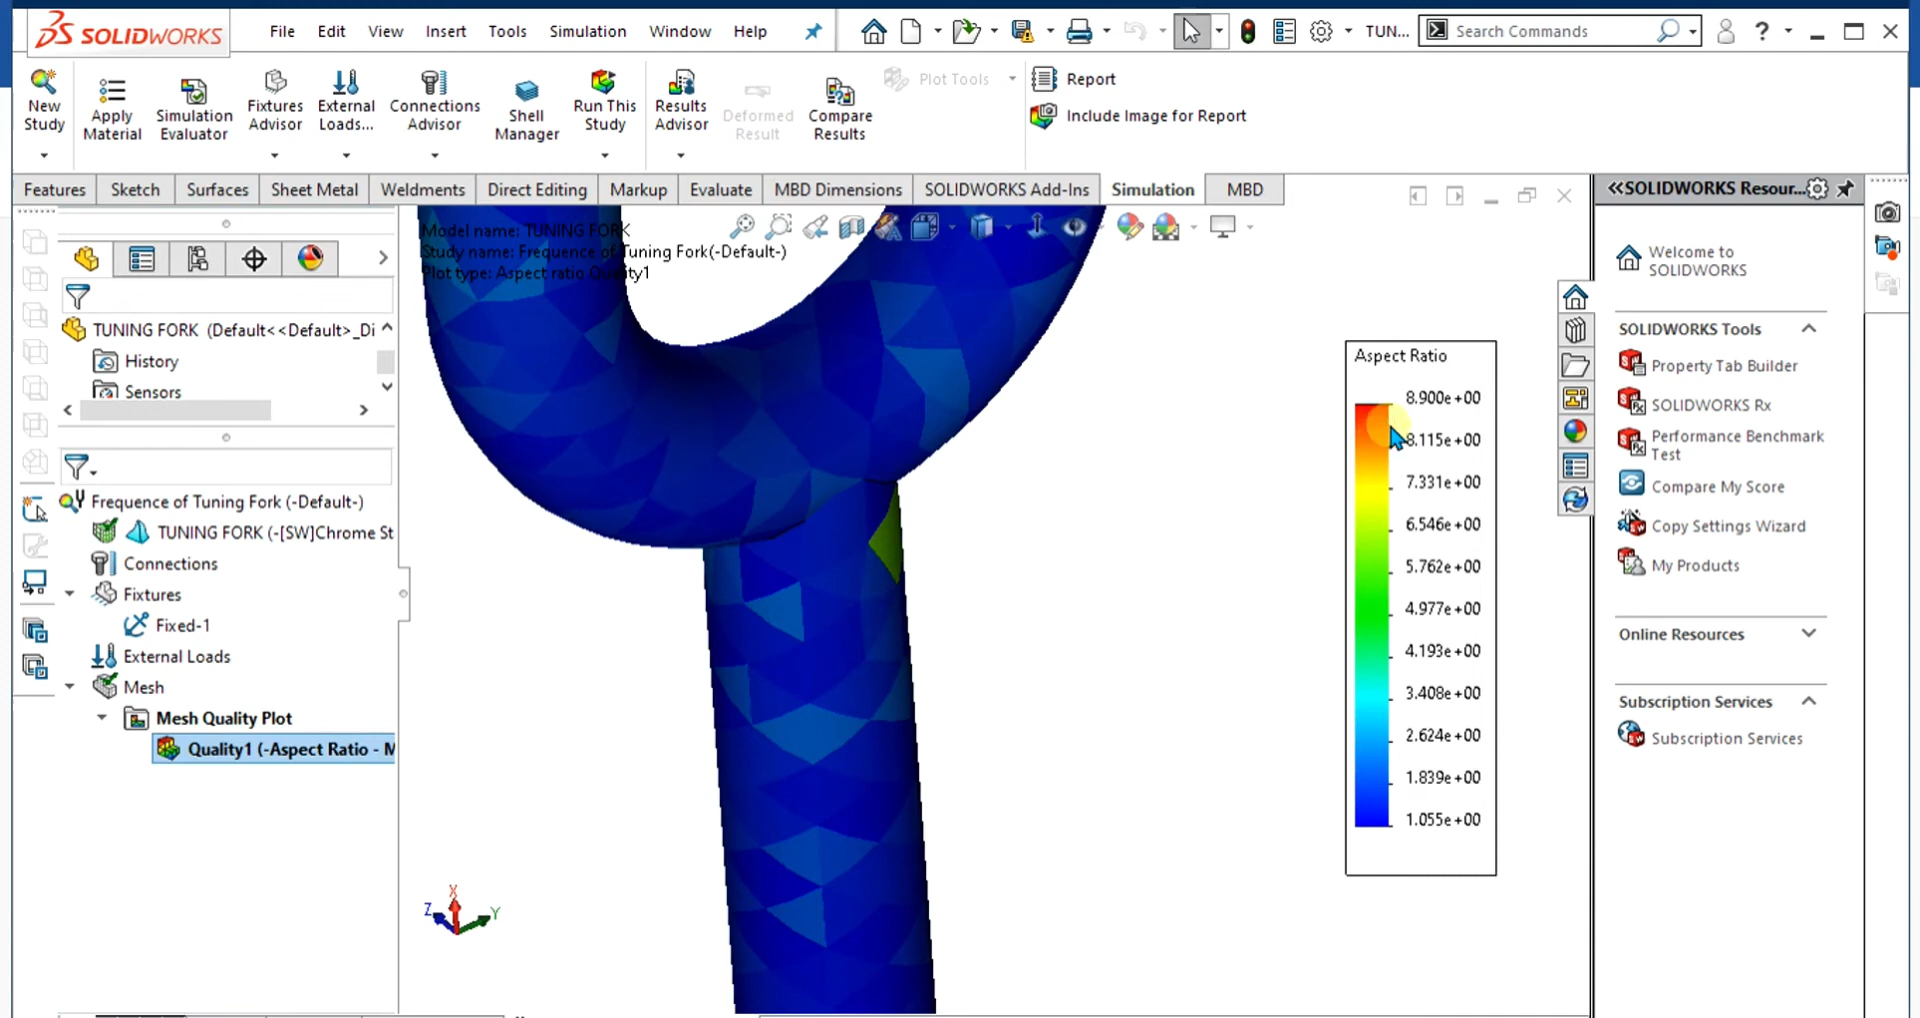 SOLIDWORKS File Edit View Insert Tools Simulation Window Help TUN... Search Commands ?
New Study
Apply Material
Simulation Evaluator
Fixtures Advisor
External Loads...
Connections Advisor
Shell Manager
Run This Study
Results Advisor
Deformed Result
Compare Results
Plot Tools
Report
Include Image for Report
Features Sketch Surfaces Sheet Metal Weldments Direct Editing Markup Evaluate MBD Dimensions SOLIDWORKS Add-Ins Simulation MBD
TUNING FORK (Default<<Default>_Di
History
Sensors
Frequence of Tuning Fork (-Default-)
TUNING FORK (-[SW]Chrome St
Connections
Fixtures
Fixed-1
External Loads
Mesh
Mesh Quality Plot
Quality1 (-Aspect Ratio - M
Model name: TUNING FORK
Study name: Frequence of Tuning Fork(-Default-)
Plot type: Aspect ratio Quality1
X
Z
Y
Aspect Ratio
8.900e+00
8.115e+00
7.331e+00
6.546e+00
5.762e+00
4.977e+00
4.193e+00
3.408e+00
2.624e+00
1.839e+00
1.055e+00
SOLIDWORKS Resour...
Welcome to
SOLIDWORKS
SOLIDWORKS Tools
Property Tab Builder
SOLIDWORKS Rx
Performance Benchmark
Test
Compare My Score
Copy Settings Wizard
My Products
Online Resources
Subscription Services
Subscription Services